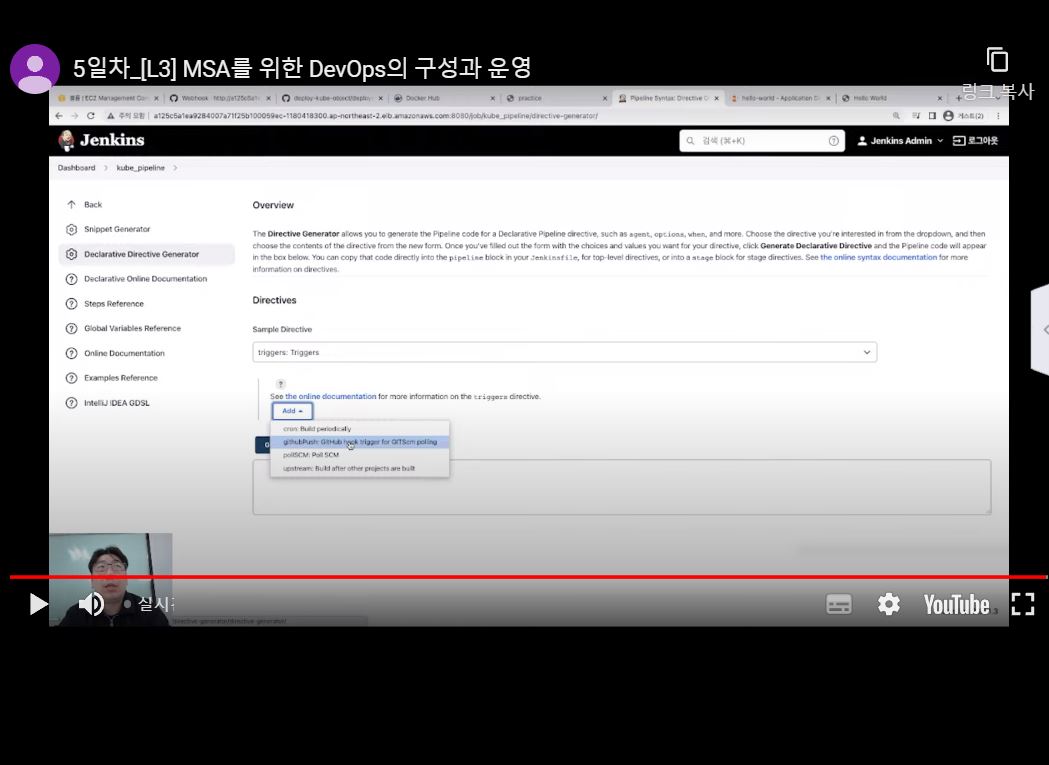 5일차_[L3] MSA를 위한 DevOps의 구성과 운영
링크 복사
EC2 Management Con
Webhook · http://a125c5a1
deploy-kube-
Docker Hub
practice
Pipeline Syntax: Directive G
hello-world - Application D
Hello World
주의 요함 | a125c5a1ea9284007a71f25b100059ec-1180418300.ap-northeast-2.elb.amazonaws.com:8080/job/kube_pipeline/directive-generator/
게스트(2)
Jenkins
검색 (⌘+K)
Jenkins Admin
로그아웃
Dashboard > kube_pipeline >
Back
Snippet Generator
Declarative Directive Generator
Declarative Online Documentation
Steps Reference
Global Variables Reference
Online Documentation
Examples Reference
IntelliJ IDEA GDSL
Overview
The Directive Generator allows you to generate the Pipeline code for a Declarative Pipeline directive, such as agent, options, when, and more. Choose the directive you're interested in from the dropdown, and then
choose the contents of the directive from the new form. Once you've filled out the form with the choices and values you want for your directive, click Generate Declarative Directive and the Pipeline code will appear
in the box below. You can copy that code directly into the pipeline block in your Jenkinsfile, for top-level directives, or into a stage block for stage directives. See the online syntax documentation for more
information on directives.
Directives
Sample Directive
triggers: Triggers
?
See the online documentation for more information on the triggers directive.
Add
cron: Build periodically
githubPush: GitHub hook trigger for GITScm polling
pollSCM: Poll SCM
upstream: Build after other projects are built
G
실시간
YouTube
/directive-generator/directive-generator/